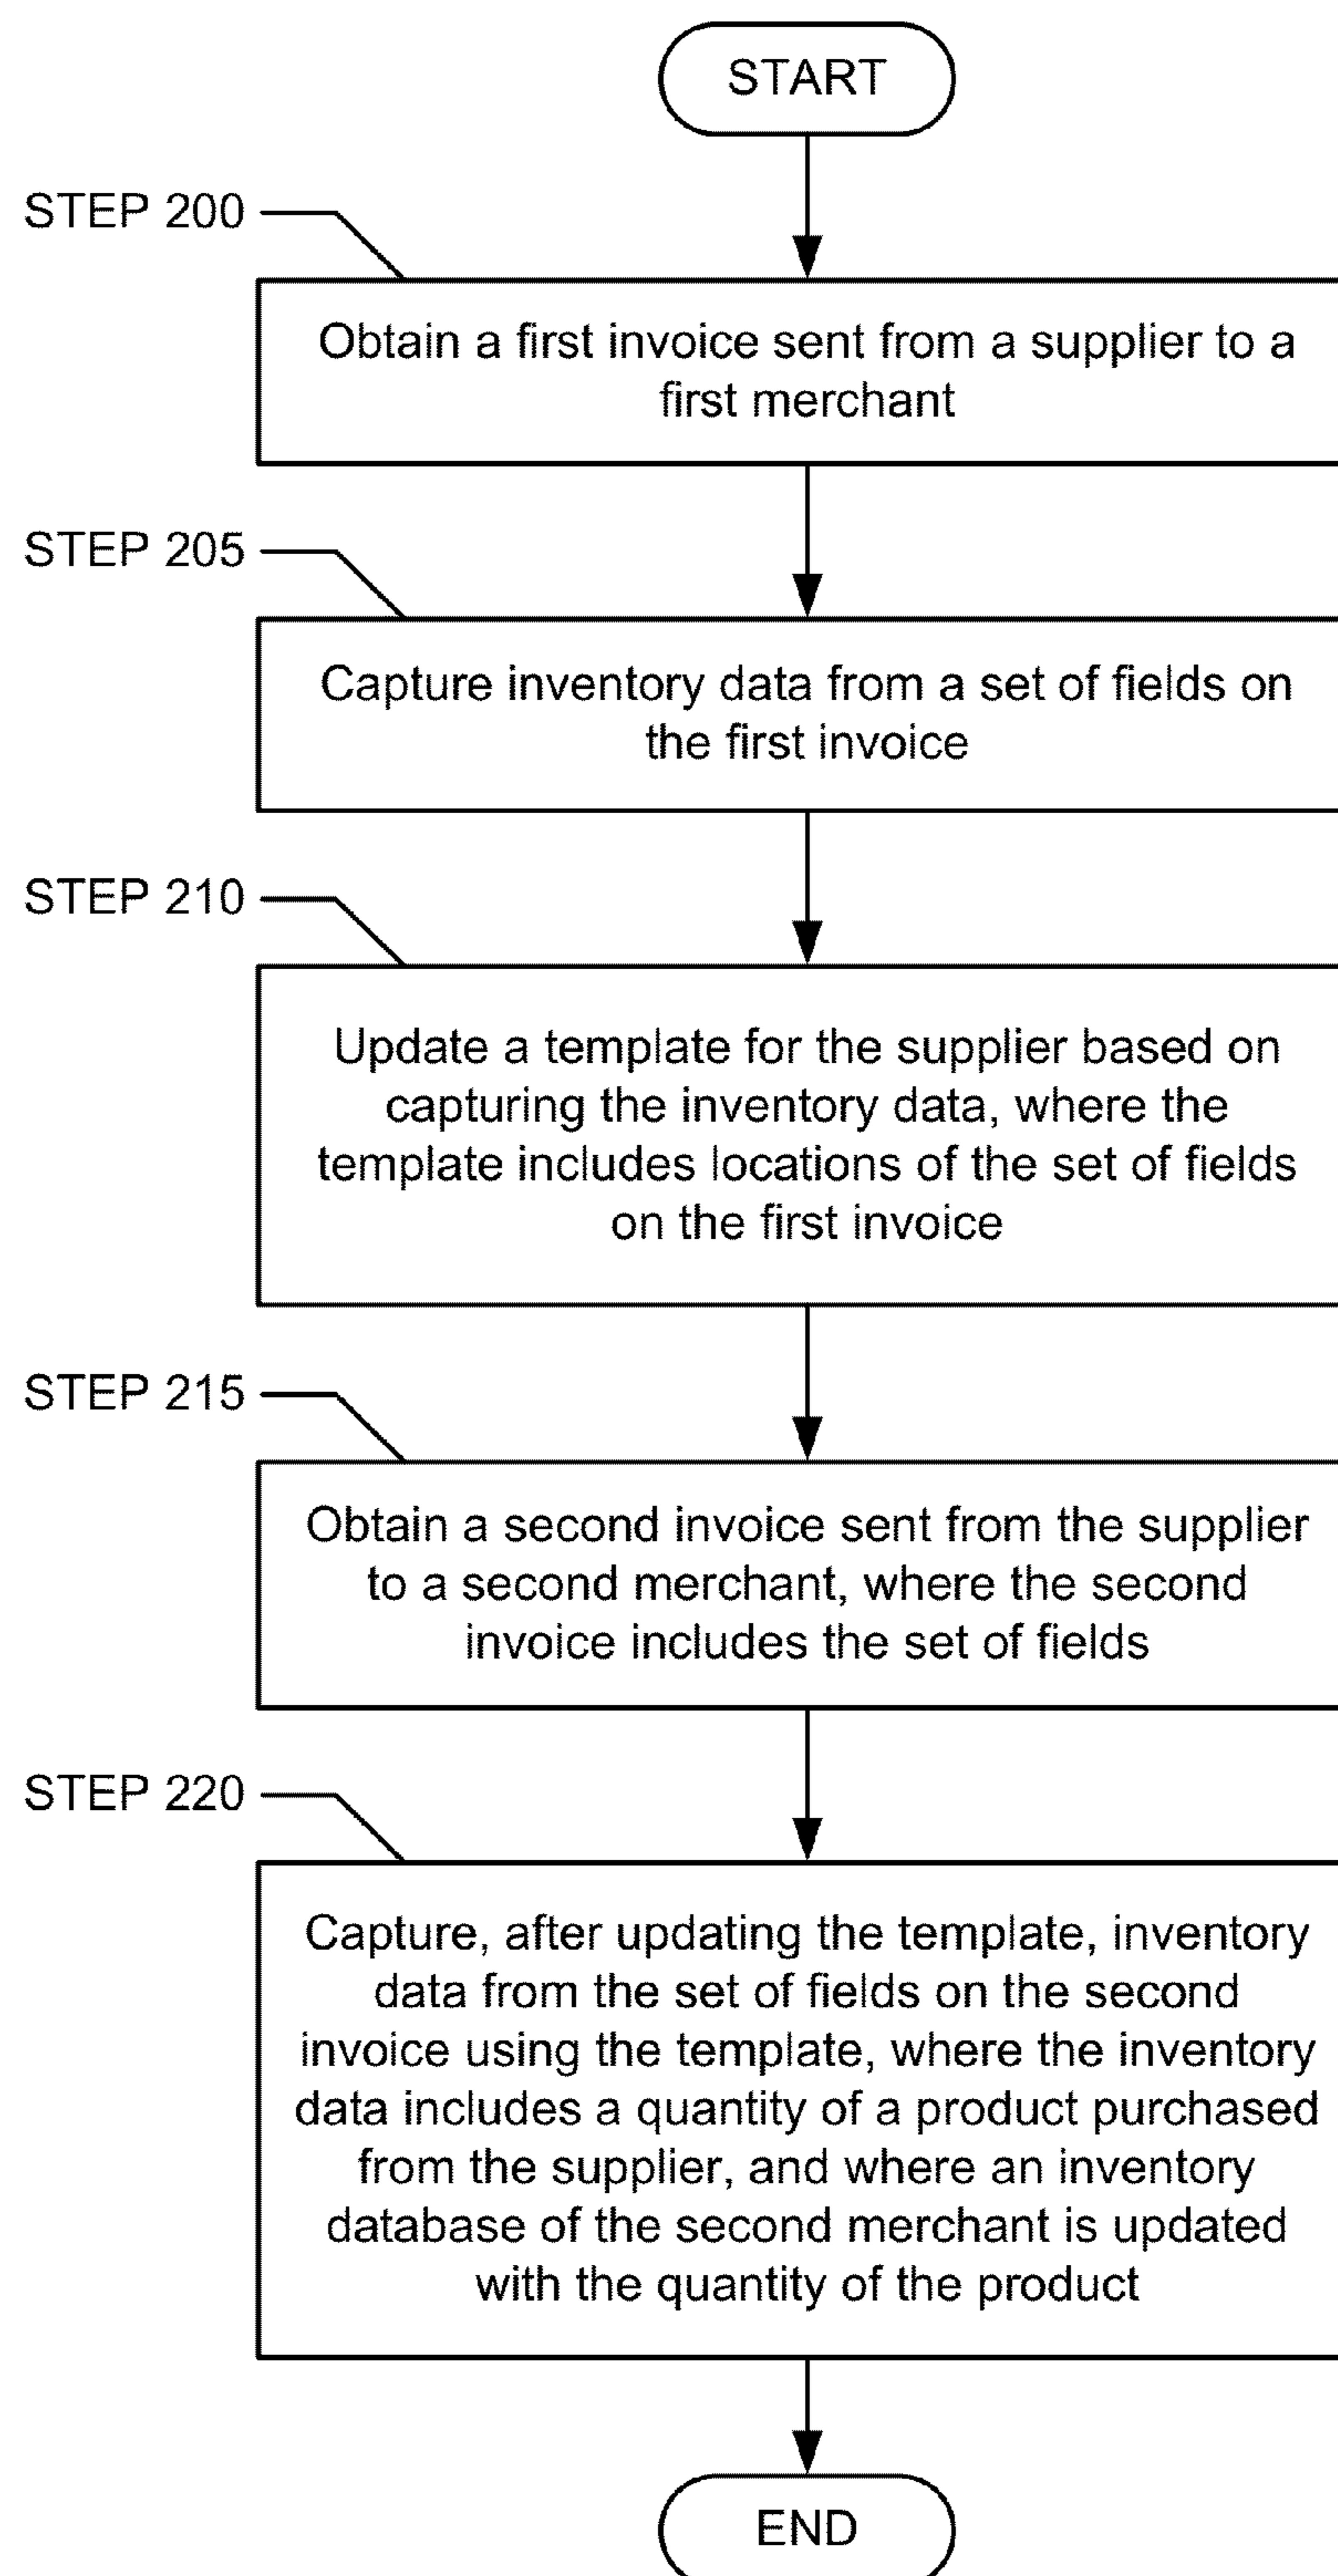 START
STEP 200
Obtain a first invoice sent from a supplier to a
first merchant
STEP 205
Capture inventory data from a set of fields on
the first invoice
STEP 210
Update a template for the supplier based on
capturing the inventory data, where the
template includes locations of the set of fields
on the first invoice
STEP 215
Obtain a second invoice sent from the supplier
to a second merchant, where the second
invoice includes the set of fields
STEP 220
Capture, after updating the template, inventory
data from the set of fields on the second
invoice using the template, where the inventory
data includes a quantity of a product purchased
from the supplier, and where an inventory
database of the second merchant is updated
with the quantity of the product
END